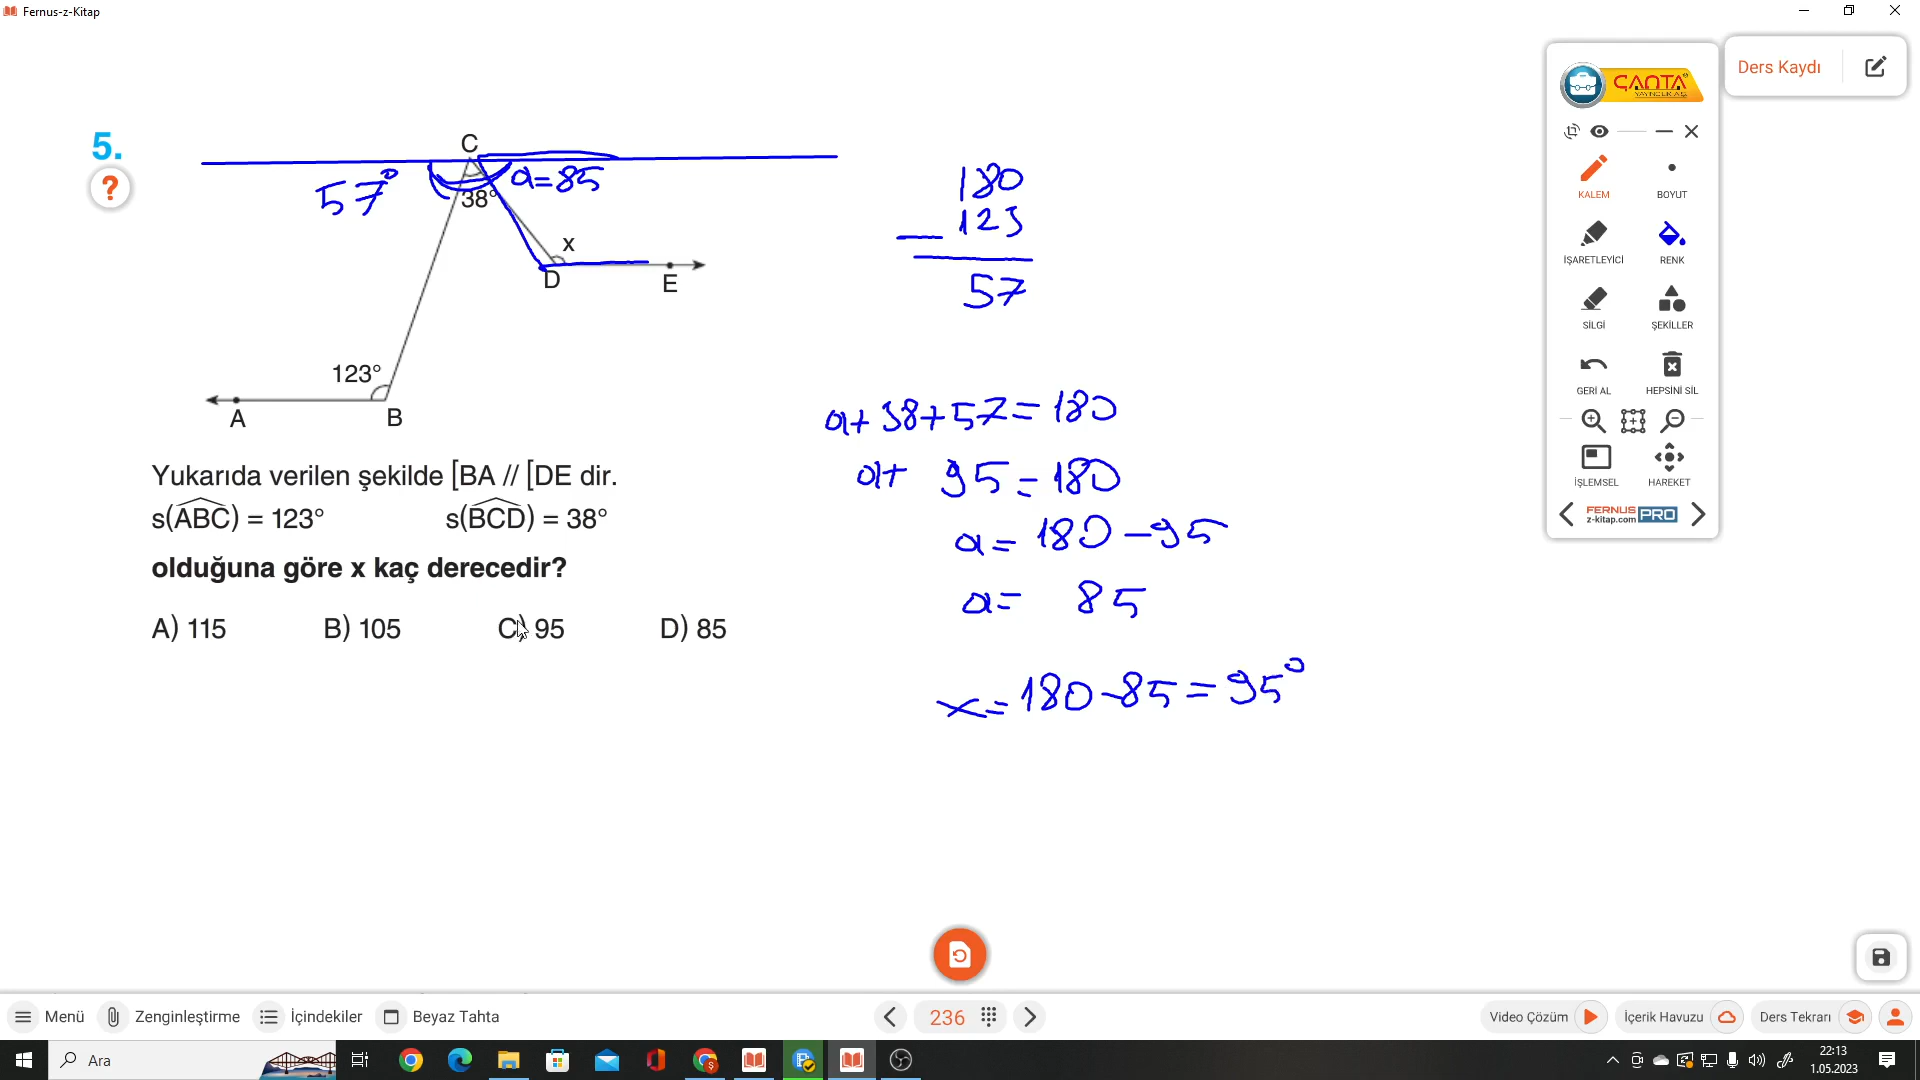 Fernus-z-Kitap
Ders Kaydı
ÇANTA
YAYINCILIK A.Ş.
KALEM
BOYUT
İŞARETLEYİCİ
RENK
SİLGİ
ŞEKİLLER
GERİ AL
HEPSİNİ SİL
İŞLEMSEL
HAREKET
FERNUS
z-kitap.com
PRO
5.
?
C
57°
38°
a=85
x
D
E
123°
A
B
180
- 123
57
a+38+57=180
a+ 95=180
a= 180-95
a= 85
x=180-85=95°
Yukarıda verilen şekilde [BA // [DE dir.
s(ABC) = 123° s(BCD) = 38°
olduğuna göre x kaç derecedir?
A) 115 B) 105 C) 95 D) 85
Menü
Zenginleştirme
İçindekiler
Beyaz Tahta
236
Video Çözüm
İçerik Havuzu
Ders Tekrarı
Ara
22:13
1.05.2023